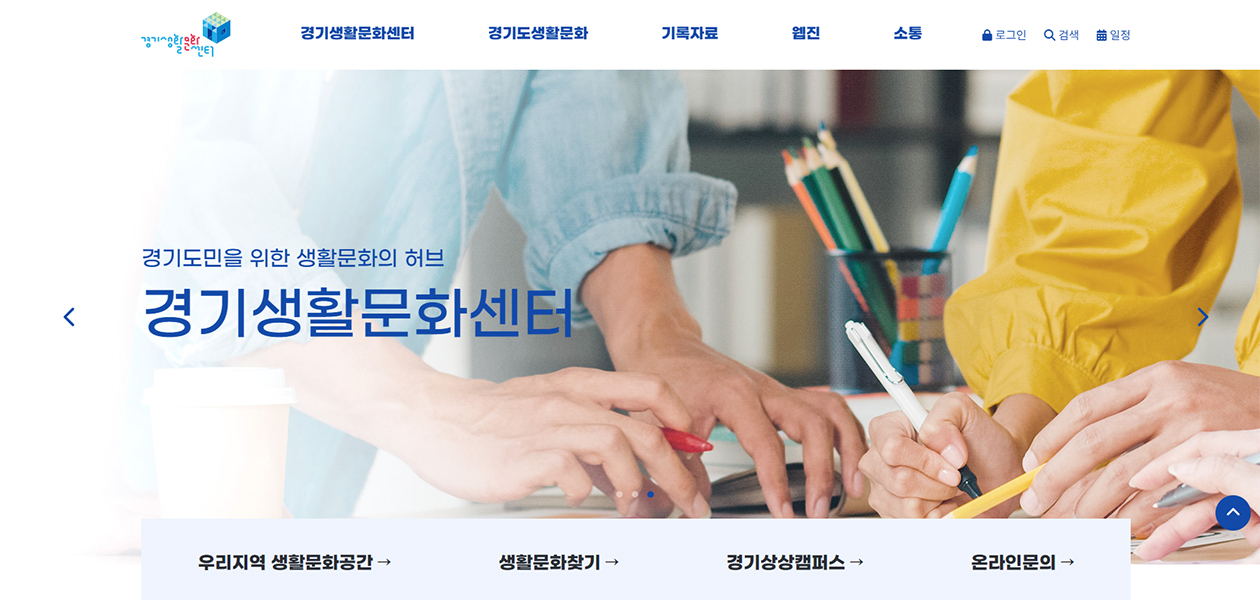 경기생활문화센터
경기생활문화센터
경기도생활문화
기록자료
웹진
소통
로그인
검색
일정
경기도민을 위한 생활문화의 허브
경기생활문화센터
우리지역 생활문화공간 →
생활문화찾기 →
경기상상캠퍼스 →
온라인문의 →